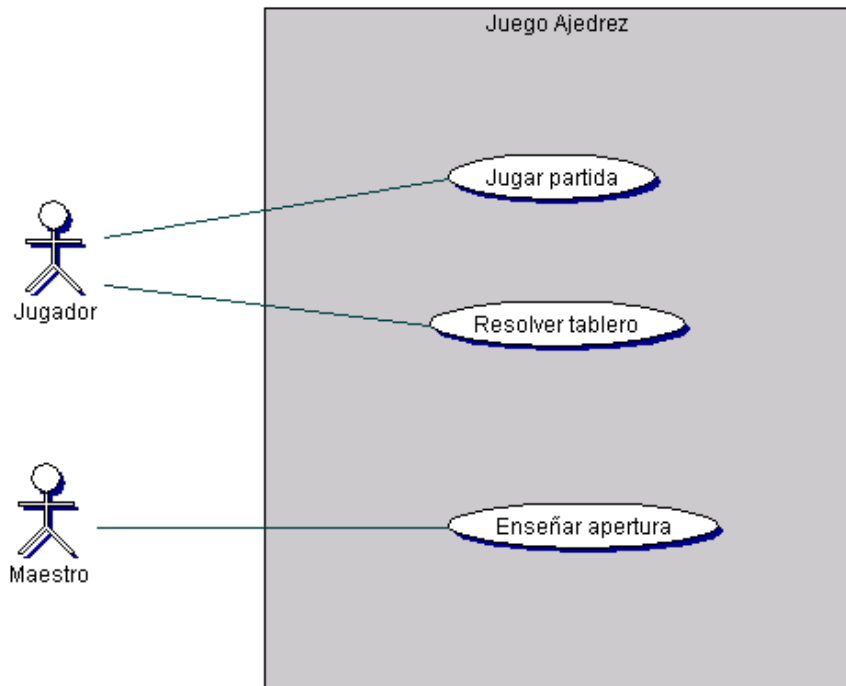 Juego Ajedrez
Jugar partida
Jugador
Resolver tablero
Maestro
Enseñar apertura